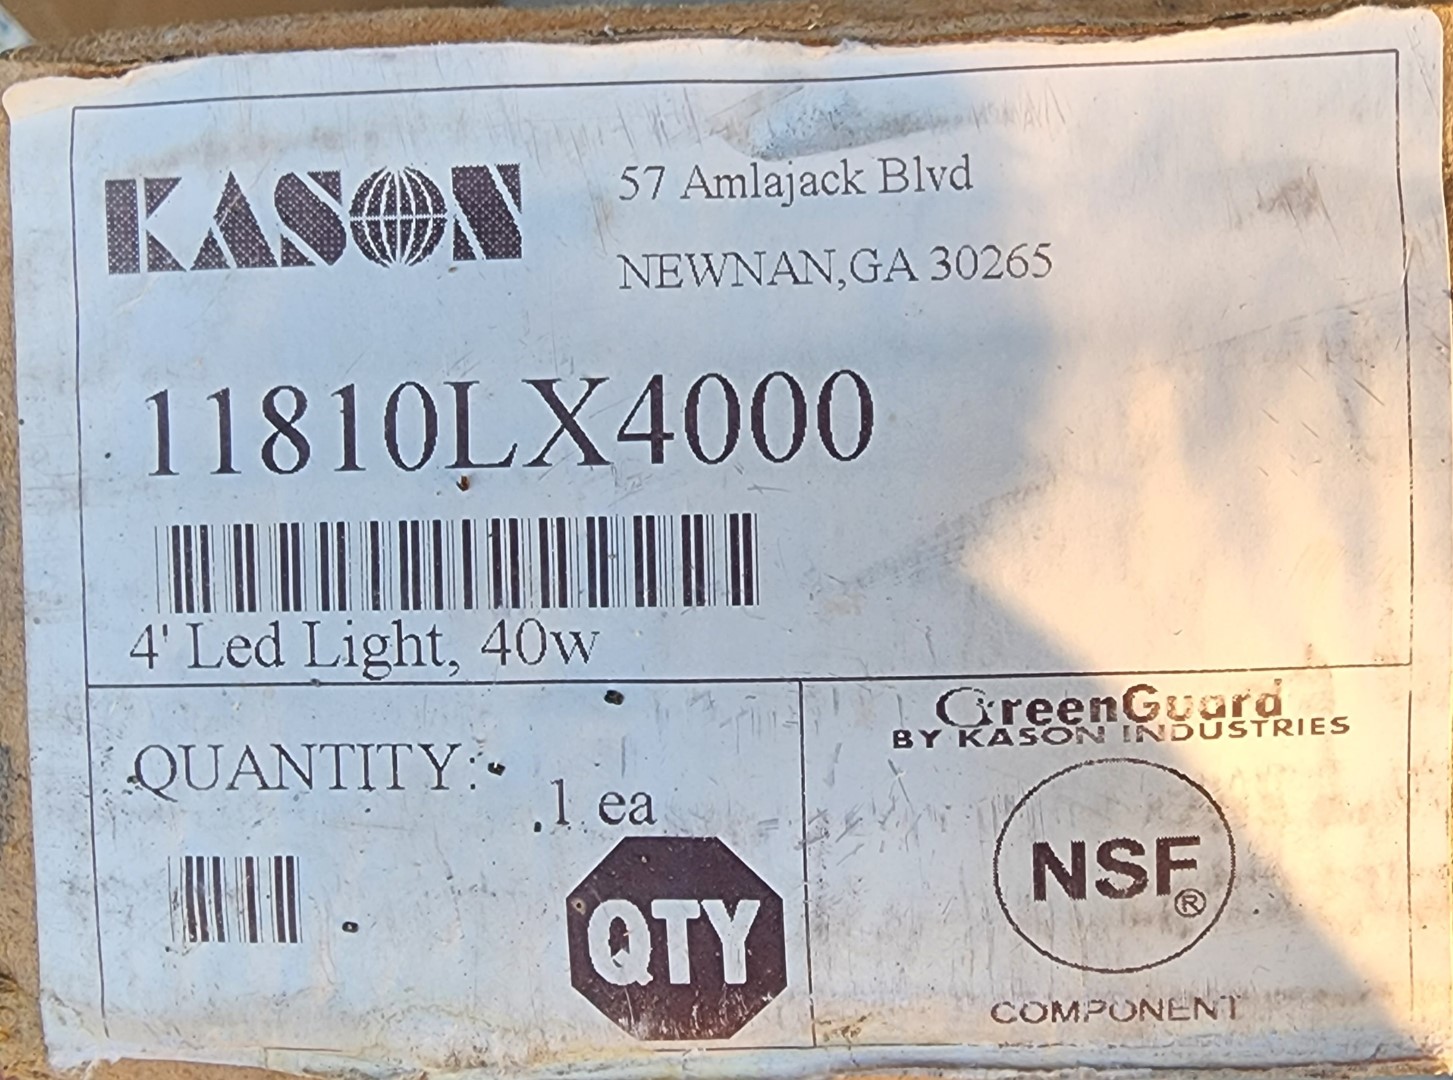 KASON
57 Amlajack Blvd
NEWNAN,GA 30265
11810LX4000
4' Led Light, 40w
QUANTITY:
1 ea
QTY
GreenGuard
BY KASON INDUSTRIES
NSF®
COMPONENT